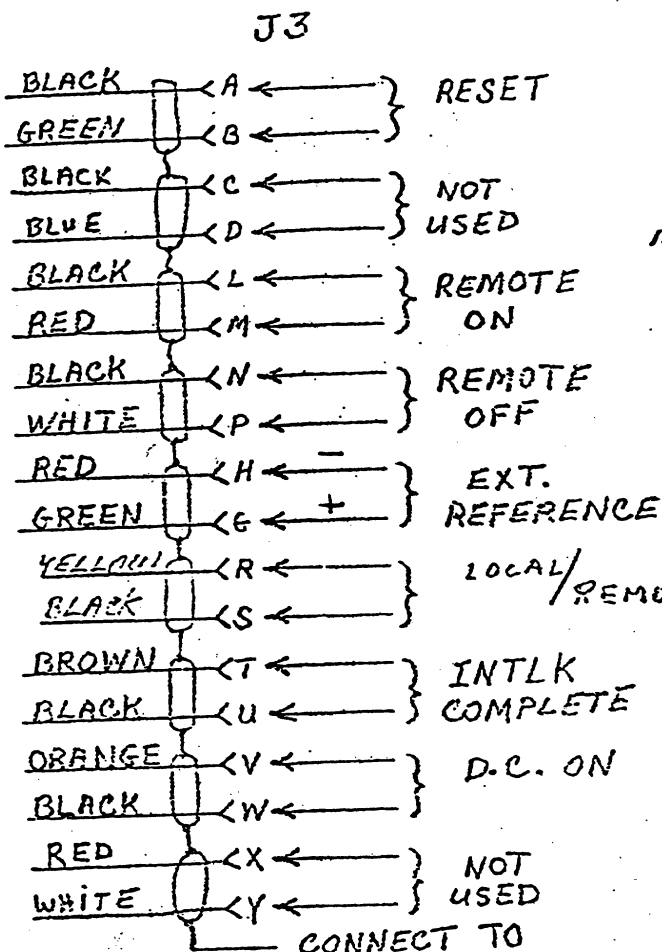 J3
BLACK A
RESET
GREEN B
BLACK C
NOT
USED
BLUE D
BLACK L
REMOTE
ON
RED M
BLACK N
REMOTE
OFF
WHITE P
RED H -
EXT.
REFERENCE
GREEN G +
YELLOW R
LOCAL/
BLACK S
BROWN T
INTLK
COMPLETE
BLACK U
ORANGE V
D.C. ON
BLACK W
RED X
NOT
USED
WHITE Y
CONNECT TO